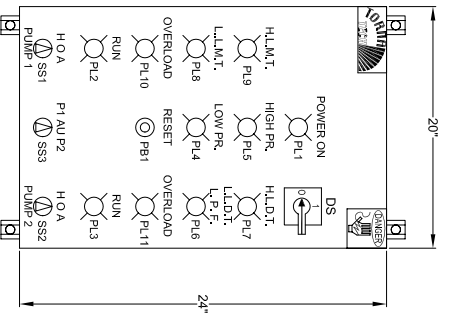 20"
TORNA
DANGER
DS
0 1
POWER ON
PL1
H.L.M.T. HIGH PR. H.L.D.T.
PL9 PL5 PL7
L.L.D.T.
L.L.M.T. LOW PR. L.P.F.
PL8 PL4 PL6
OVERLOAD RESET OVERLOAD
PL10 PB1 PL11
RUN RUN
PL2 PL3
H O A P1 AU P2 H O A
SS1 SS3 SS2
PUMP 1 PUMP 2
24"